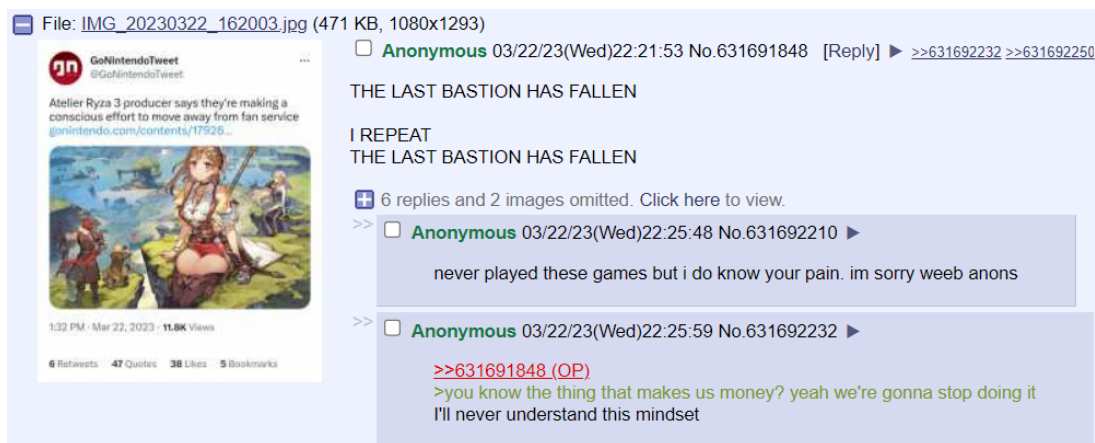 File: IMG_20230322_162003.jpg (471 KB, 1080x1293)
GoNintendoTweet
@GoNintendoTweet
Atelier Ryza 3 producer says they're making a
conscious effort to move away from fan service
gonintendo.com/contents/17926...
1:32 PM · Mar 22, 2023 · 11.8K Views
6 Retweets 47 Quotes 38 Likes 5 Bookmarks
Anonymous 03/22/23(Wed)22:21:53 No.631691848 [Reply] ▶ >>631692232 >>631692250
THE LAST BASTION HAS FALLEN
I REPEAT
THE LAST BASTION HAS FALLEN
6 replies and 2 images omitted. Click here to view.
>> Anonymous 03/22/23(Wed)22:25:48 No.631692210 ▶
never played these games but i do know your pain. im sorry weeb anons
>> Anonymous 03/22/23(Wed)22:25:59 No.631692232 ▶
>>631691848 (OP)
>you know the thing that makes us money? yeah we're gonna stop doing it
I'll never understand this mindset